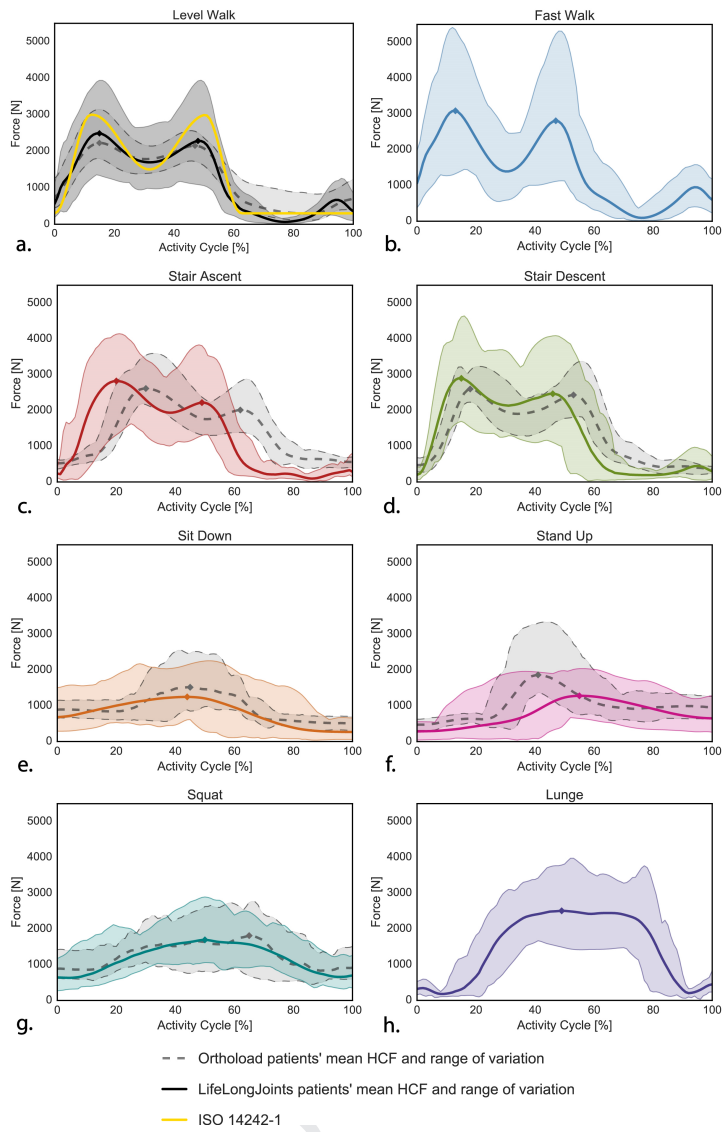 Level Walk
Fast Walk
5000
4000
3000
2000
1000
0
Force [N]
0 20 40 60 80 100
Activity Cycle [%]
a.
5000
4000
3000
2000
1000
0
Force [N]
0 20 40 60 80 100
Activity Cycle [%]
b.
Stair Ascent
Stair Descent
5000
4000
3000
2000
1000
0
Force [N]
0 20 40 60 80 100
Activity Cycle [%]
c.
5000
4000
3000
2000
1000
0
Force [N]
0 20 40 60 80 100
Activity Cycle [%]
d.
Sit Down
Stand Up
5000
4000
3000
2000
1000
0
Force [N]
0 20 40 60 80 100
Activity Cycle [%]
e.
5000
4000
3000
2000
1000
0
Force [N]
0 20 40 60 80 100
Activity Cycle [%]
f.
Squat
Lunge
5000
4000
3000
2000
1000
0
Force [N]
0 20 40 60 80 100
Activity Cycle [%]
g.
5000
4000
3000
2000
1000
0
Force [N]
0 20 40 60 80 100
Activity Cycle [%]
h.
Orthoload patients' mean HCF and range of variation
LifeLongJoints patients' mean HCF and range of variation
ISO 14242-1